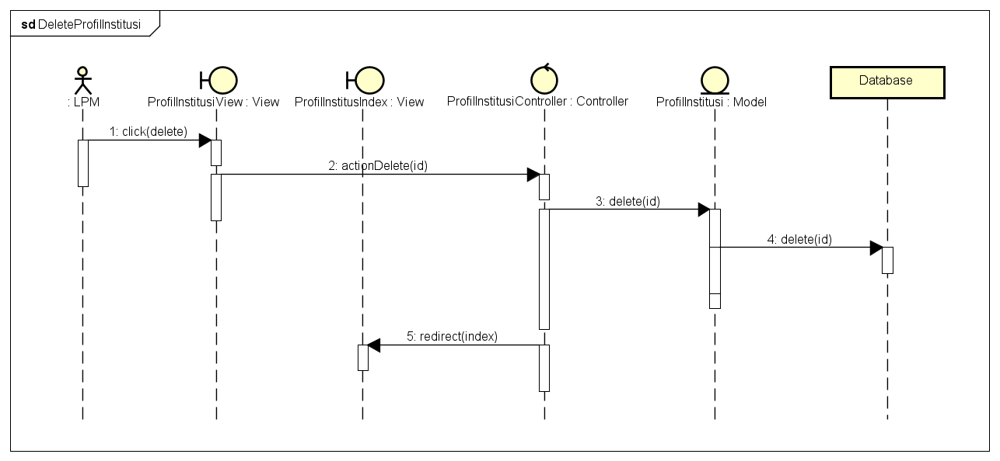 sd DeleteProfilInstitusi
: LPM
ProfilInstitusiView : View
ProfilInstitusIndex : View
ProfilInstitusiController : Controller
ProfilInstitusi : Model
Database
1: click(delete)
2: actionDelete(id)
3: delete(id)
4: delete(id)
5: redirect(index)